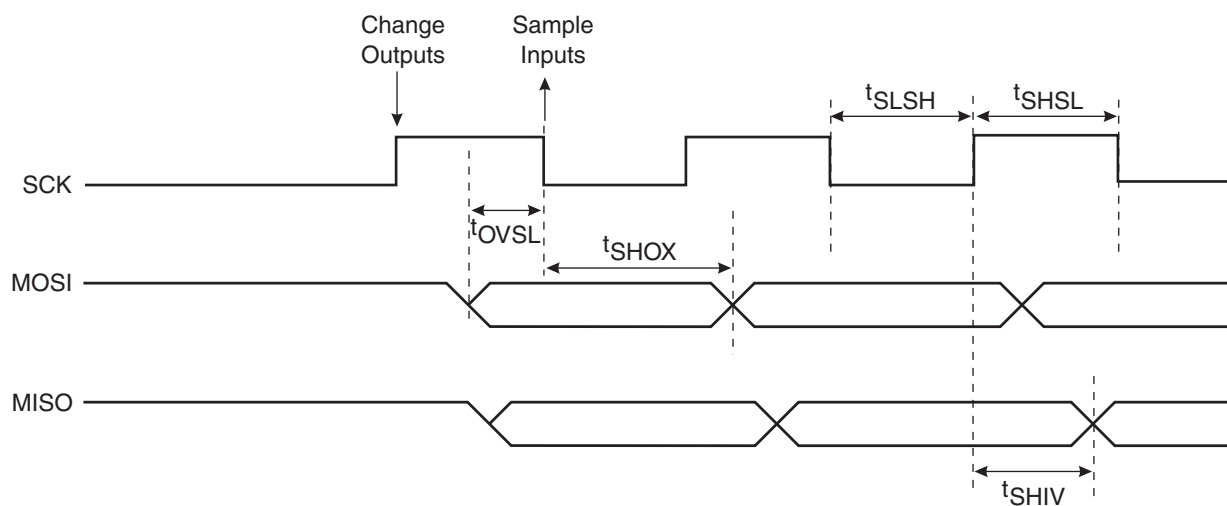 Change
Outputs
Sample
Inputs
tSLSH
tSHSL
SCK
tOVSL
tSHOX
MOSI
MISO
tSHIV